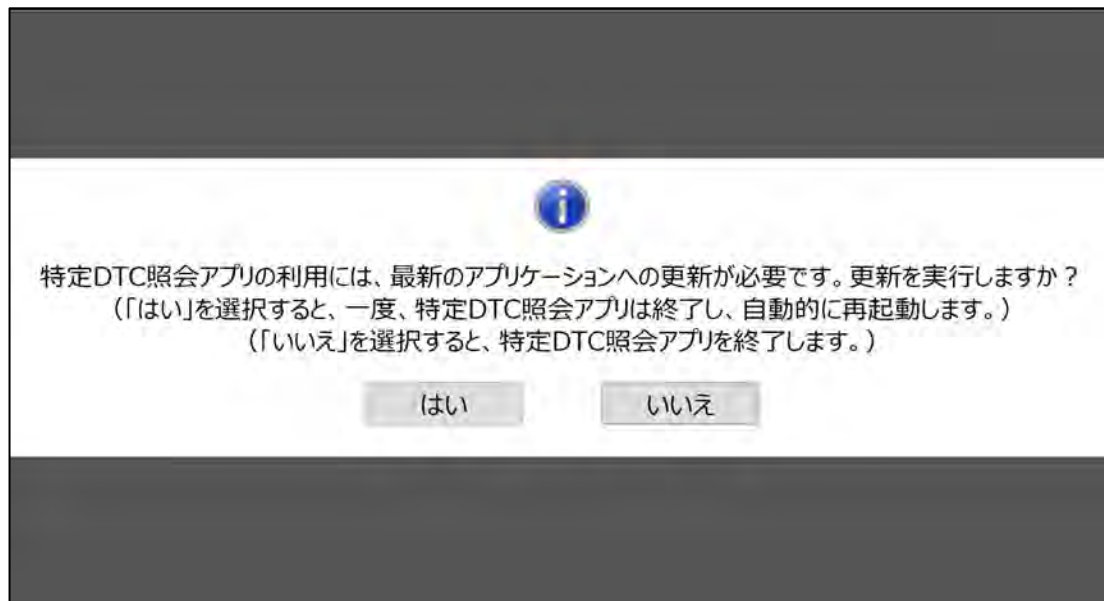 特定DTC照会アプリの利用には、最新のアプリケーションへの更新が必要です。更新を実行しますか？
（「はい」を選択すると、一度、特定DTC照会アプリは終了し、自動的に再起動します。）
（「いいえ」を選択すると、特定DTC照会アプリを終了します。）
はい
いいえ